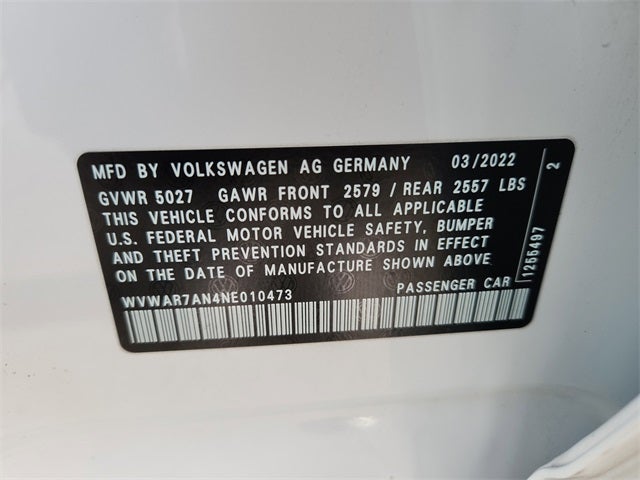 MFD BY VOLKSWAGEN AG GERMANY 03/2022
GVWR 5027 GAWR FRONT 2579 / REAR 2557 LBS
THIS VEHICLE CONFORMS TO ALL APPLICABLE
U.S. FEDERAL MOTOR VEHICLE SAFETY, BUMPER
AND THEFT PREVENTION STANDARDS IN EFFECT
ON THE DATE OF MANUFACTURE SHOWN ABOVE
WVWAR7AN4NE010473 PASSENGER CAR
1255497 2